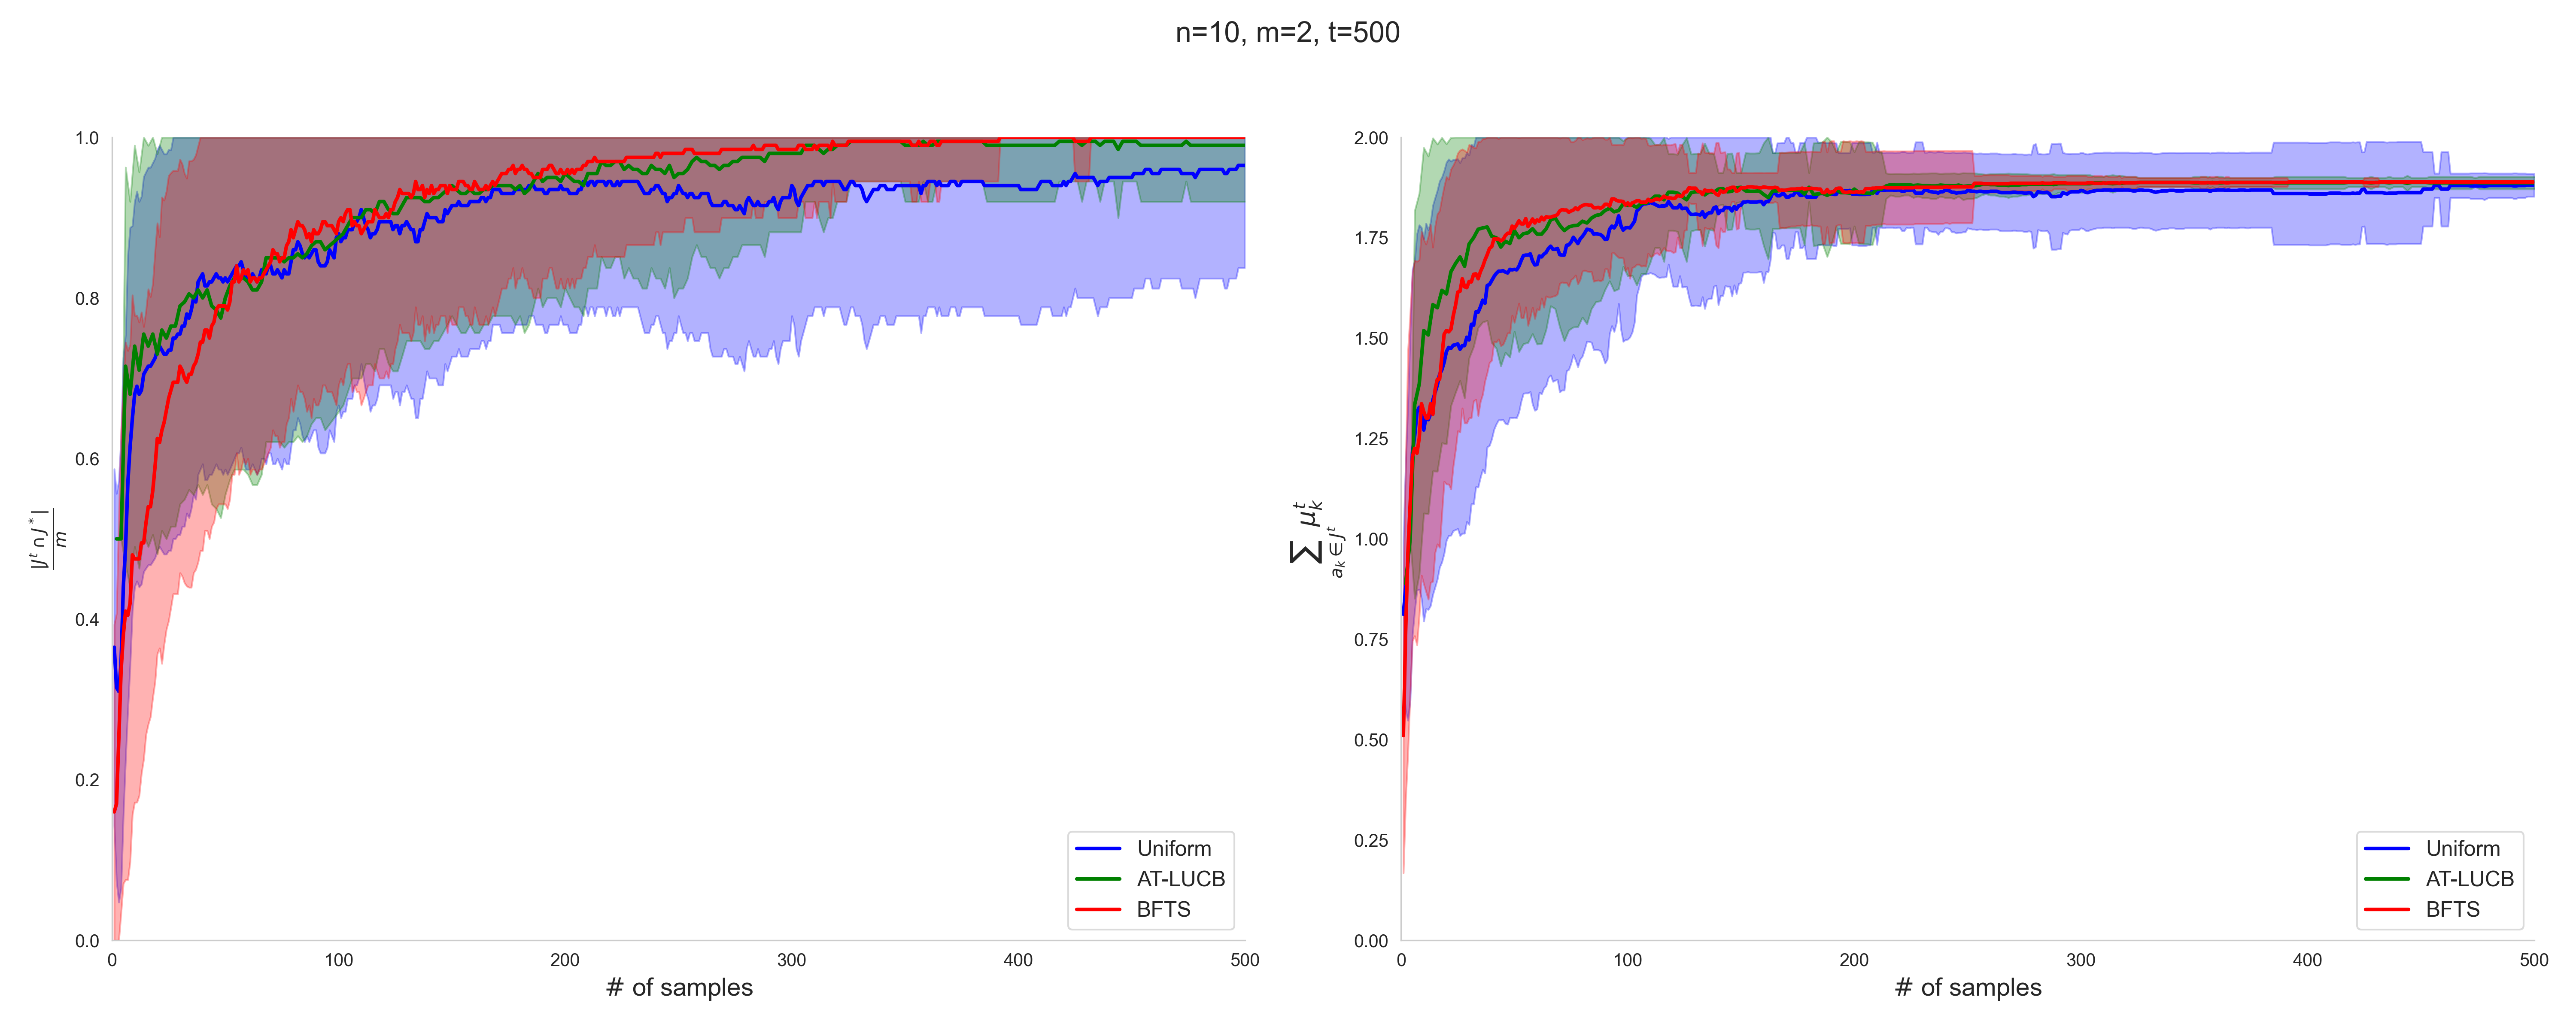 n=10, m=2, t=500
1.0
0.8
0.6
0.4
0.2
0.0
0
100
200
300
400
500
|J^t ∩ J^*|
m
# of samples
Uniform
AT-LUCB
BFTS
2.00
1.75
1.50
1.25
1.00
0.75
0.50
0.25
0.00
0
100
200
300
400
500
∑_{a_k ∈ J^t} μ_k^t
# of samples
Uniform
AT-LUCB
BFTS